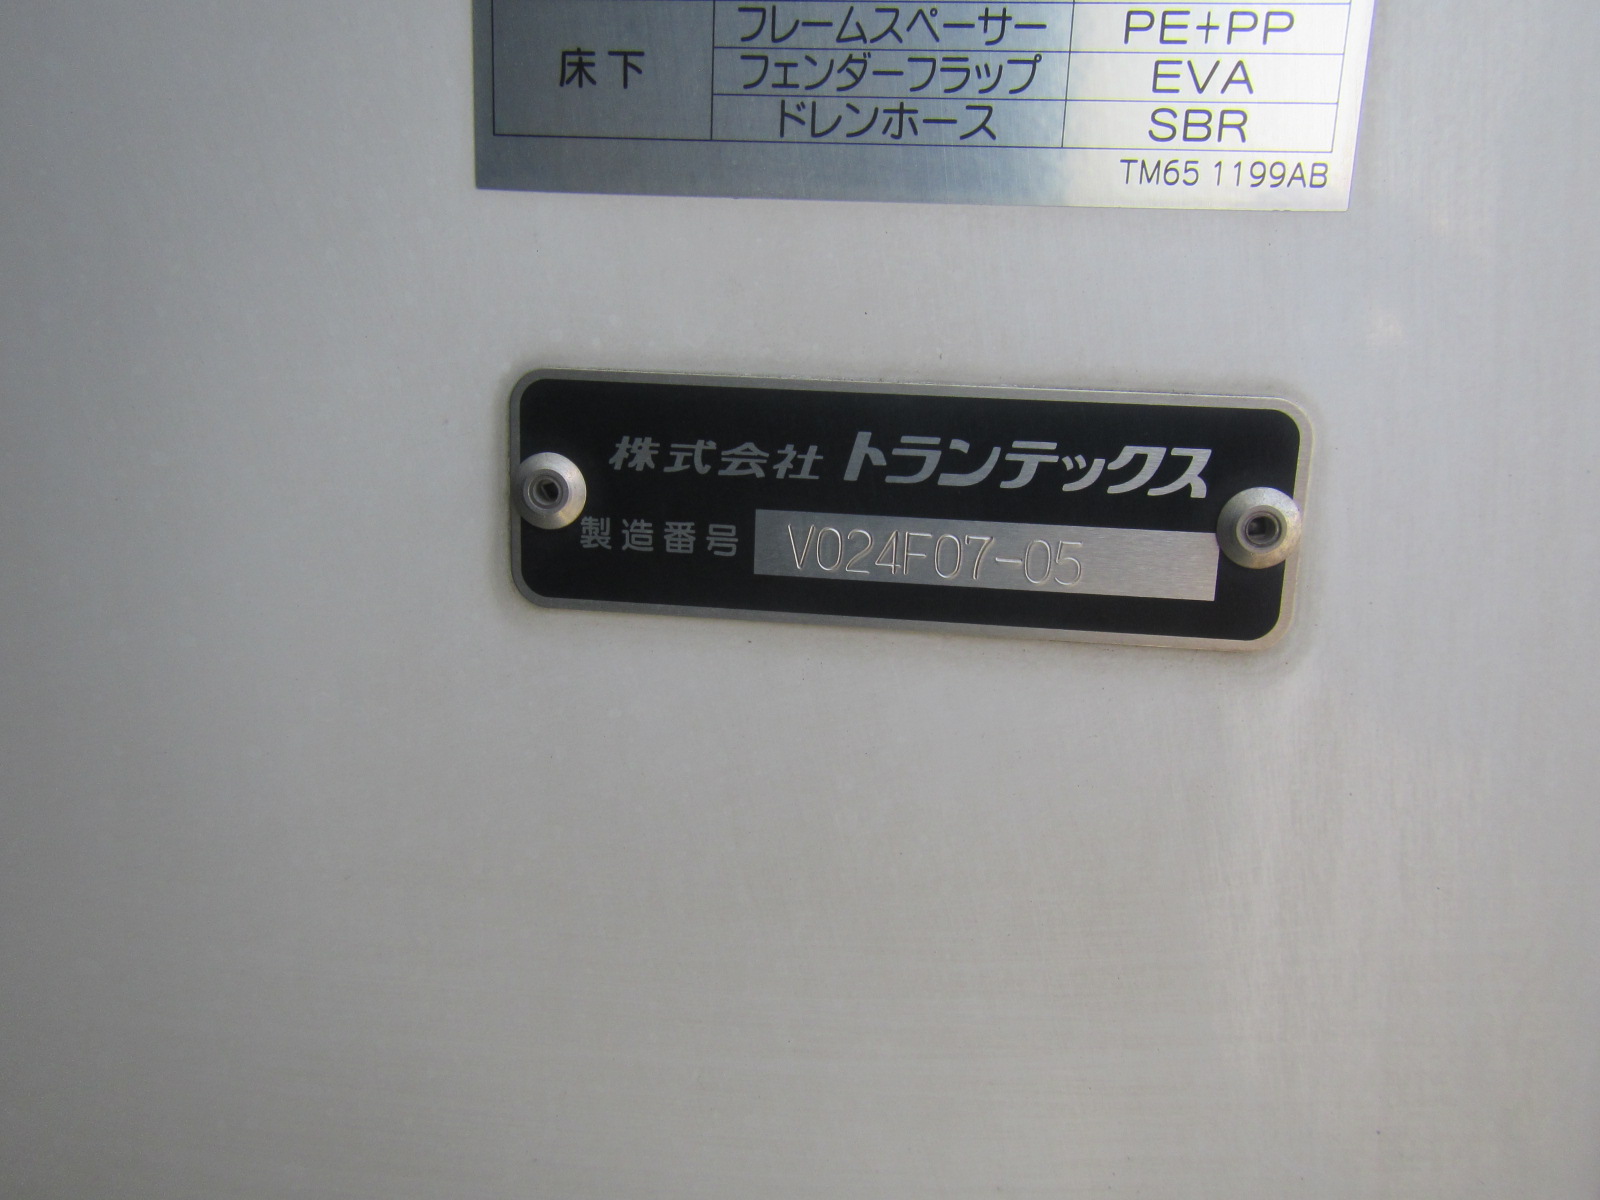 床下
フレームスペーサー PE+PP
フェンダーフラップ EVA
ドレンホース SBR
TM65 1199AB
株式会社 トランテックス
製造番号 V024F07-05